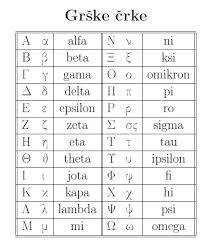 Grške črke
Α α alfa Ν ν ni
Β β beta Ξ ξ ksi
Γ γ gama Ο ο omikron
Δ δ delta Π π pi
Ε ε epsilon Ρ ρ ro
Ζ ζ zeta Σ σς sigma
Η η eta Τ τ tau
Θ ϑ theta Υ υ ipsilon
Ι ι jota Φ φ fi
Κ κ kapa Χ χ hi
Λ λ lambda Ψ ψ psi
Μ μ mi Ω ω omega